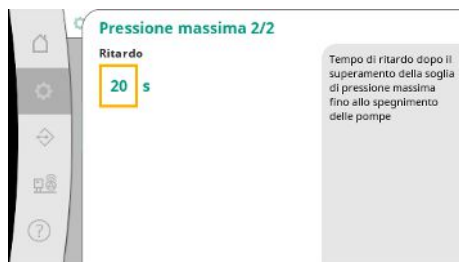 Pressione massima 2/2
Ritardo
20 s
Tempo di ritardo dopo il
superamento della soglia
di pressione massima
fino allo spegnimento
delle pompe
?